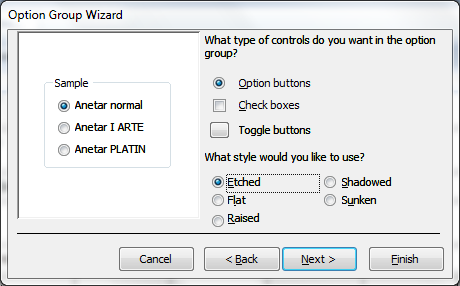 Option Group Wizard
What type of controls do you want in the option
group?
Sample
Anetar normal
Anetar I ARTE
Anetar PLATIN
Option buttons
Check boxes
Toggle buttons
What style would you like to use?
Etched
Shadowed
Flat
Sunken
Raised
Cancel
< Back
Next >
Finish